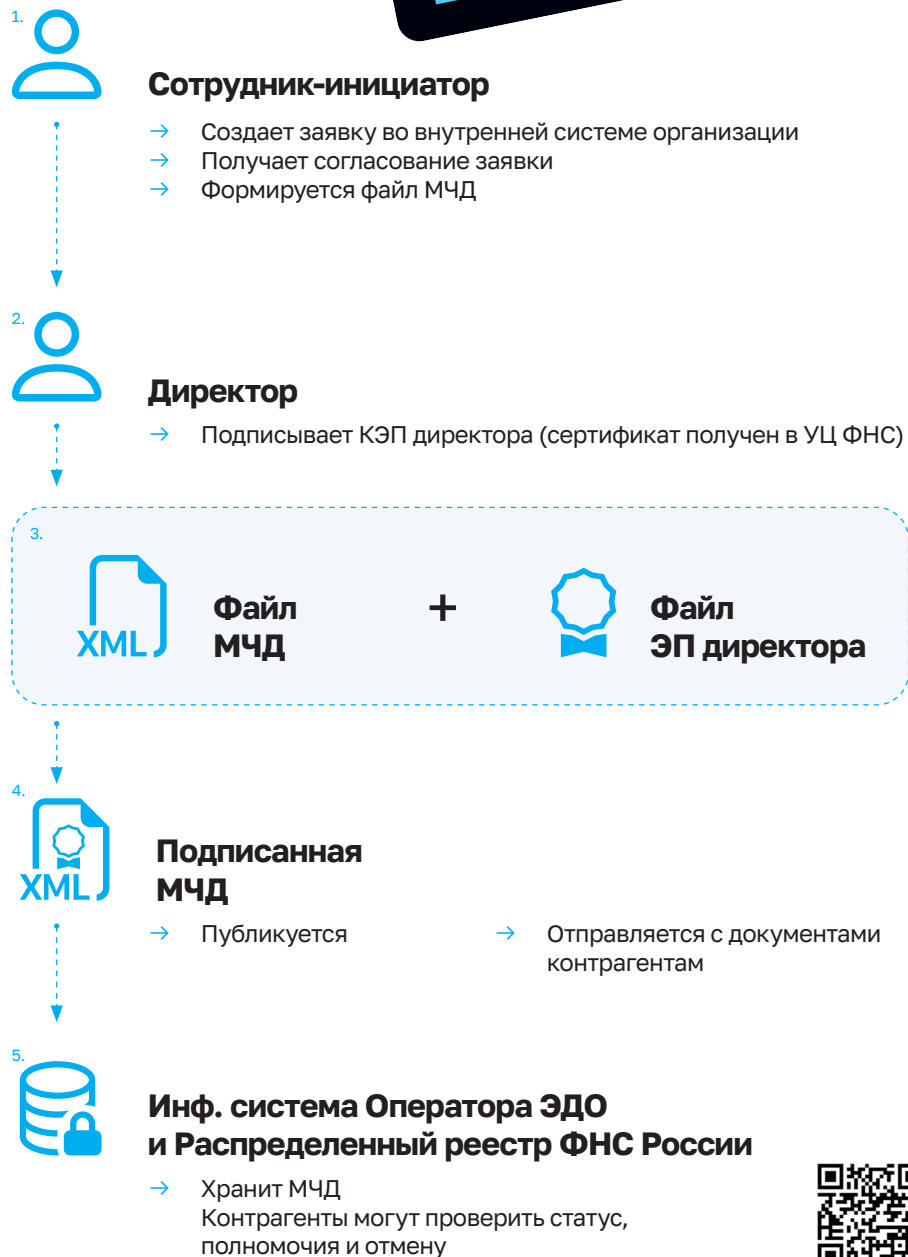 1.
Сотрудник-инициатор
→ Создает заявку во внутренней системе организации
→ Получает согласование заявки
→ Формируется файл МЧД
2.
Директор
→ Подписывает КЭП директора (сертификат получен в УЦ ФНС)
3.
XML
Файл
МЧД
+
Файл
ЭП директора
4.
XML
Подписанная
МЧД
→ Публикуется
→ Отправляется с документами
контрагентам
5.
Инф. система Оператора ЭДО
и Распределенный реестр ФНС России
→ Хранит МЧД
Контрагенты могут проверить статус,
полномочия и отмену